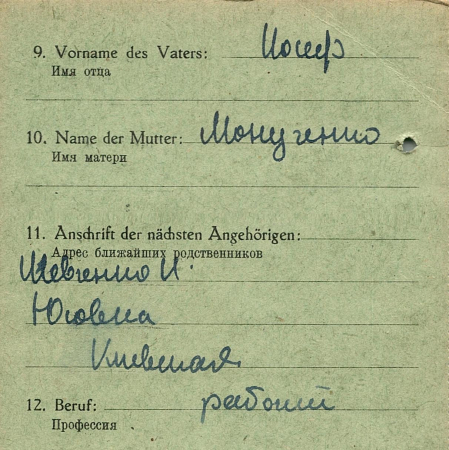 9. Vorname des Vaters: Иосиф
Имя отца
10. Name der Mutter: Монученко
Имя матери
11. Anschrift der nächsten Angehörigen:
Адрес ближайших родственников
Шевченко И.
Юговка
Киевская
12. Beruf: рабочий
Профессия